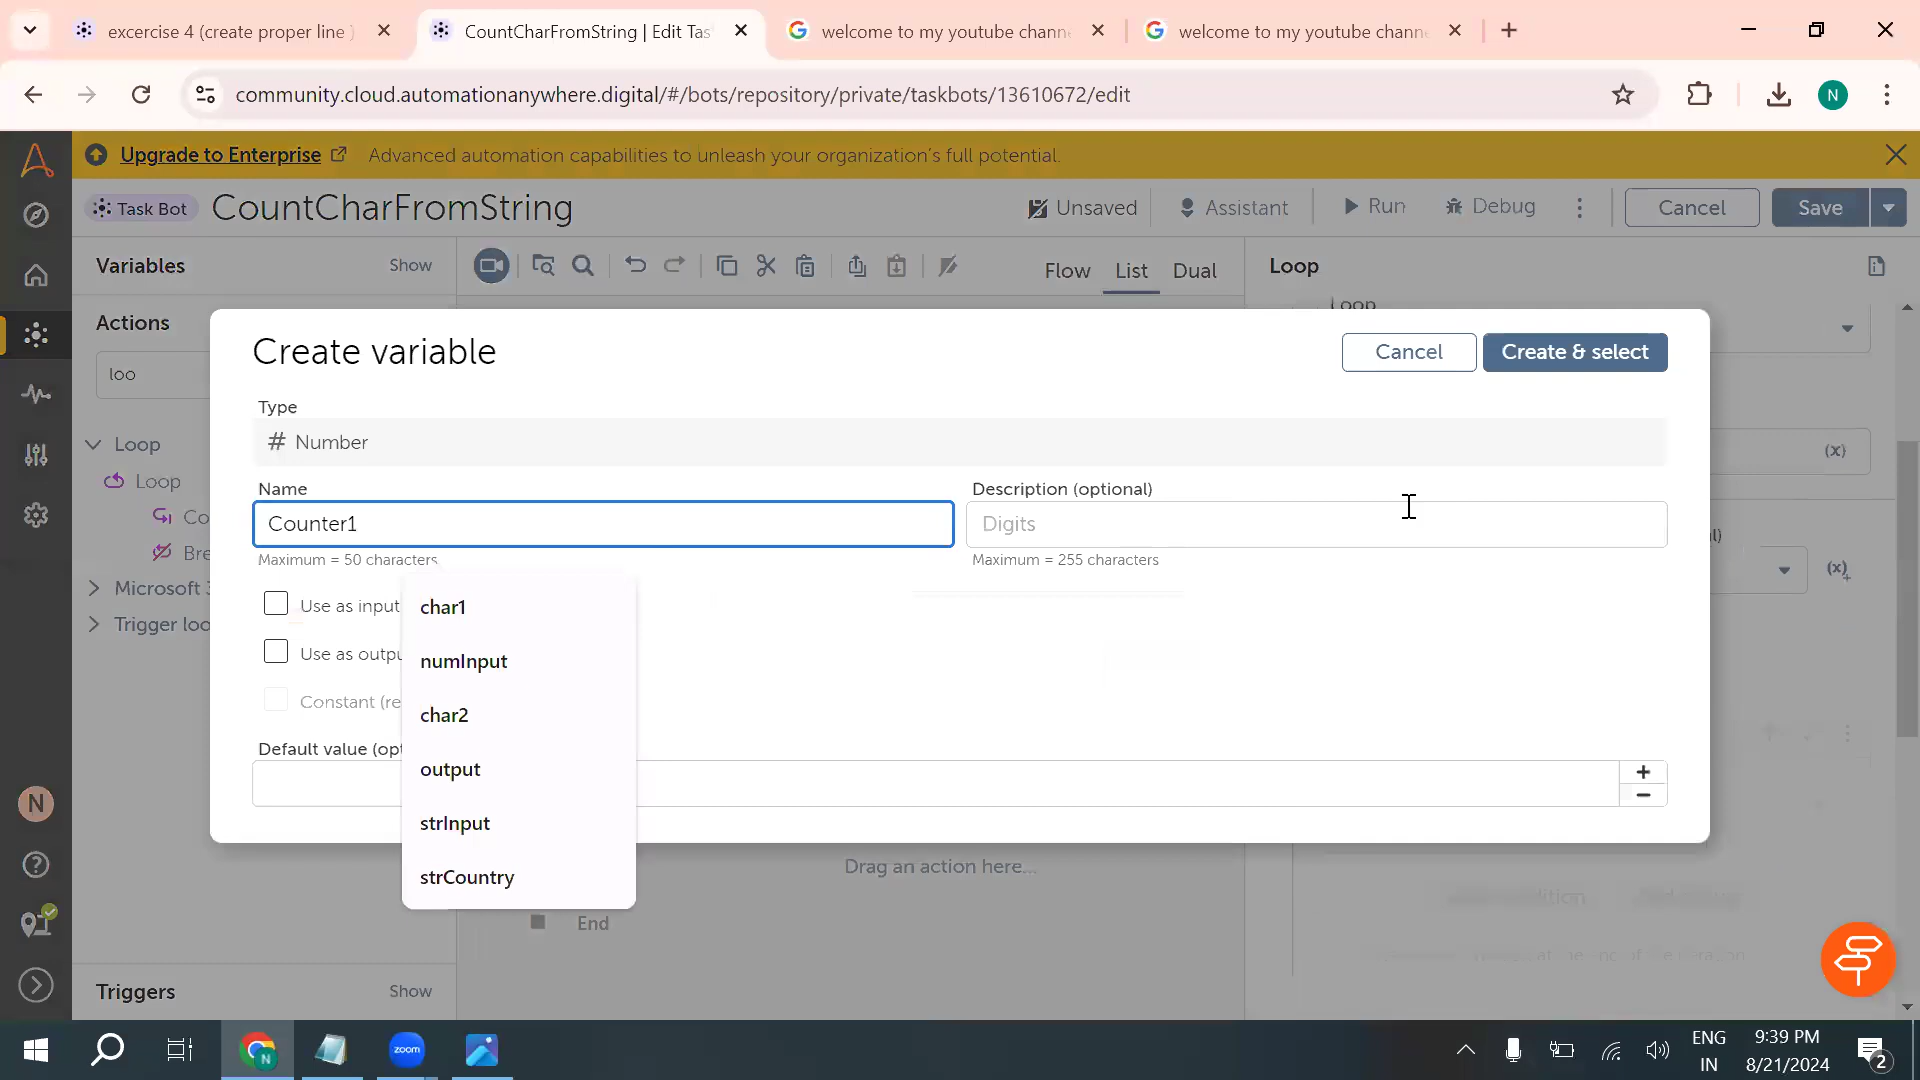 excercise 4 (create proper line
CountCharFromString | Edit Tas
welcome to my youtube chann
welcome to my youtube chann
community.cloud.automationanywhere.digital/#/bots/repository/private/taskbots/13610672/edit
N
Upgrade to Enterprise
Advanced automation capabilities to unleash your organization's full potential.
Task Bot
CountCharFromString
Unsaved
Assistant
Run
Debug
Cancel
Save
Variables
Show
Flow
List
Dual
Loop
Actions
Loop
loo
Create variable
Cancel
Create & select
Type
# Number
Loop
Loop
Co
Bre
Microsoft 3
Trigger loo
Name
Counter1
Maximum = 50 characters
Description (optional)
Digits
Maximum = 255 characters
(x)
(x)
Use as input
Use as outpu
Constant (re
Default value (opt
char1
numInput
char2
output
strInput
strCountry
Drag an action here...
End
N
Triggers
Show
zoom
N
ENG
IN
9:39 PM
8/21/2024
2